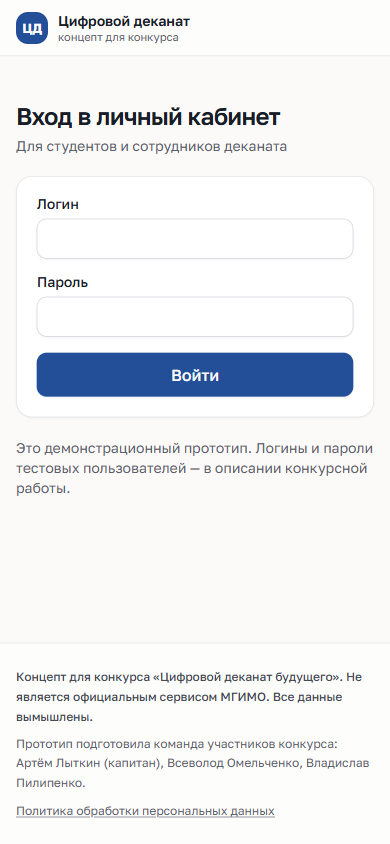 ЦД
Цифровой деканат
концепт для конкурса
Вход в личный кабинет
Для студентов и сотрудников деканата
Логин
Пароль
Войти
Это демонстрационный прототип. Логины и пароли
тестовых пользователей — в описании конкурсной
работы.
Концепт для конкурса «Цифровой деканат будущего». Не
является официальным сервисом МГИМО. Все данные
вымышлены.
Прототип подготовила команда участников конкурса:
Артём Лыткин (капитан), Всеволод Омельченко, Владислав
Пилипенко.
Политика обработки персональных данных